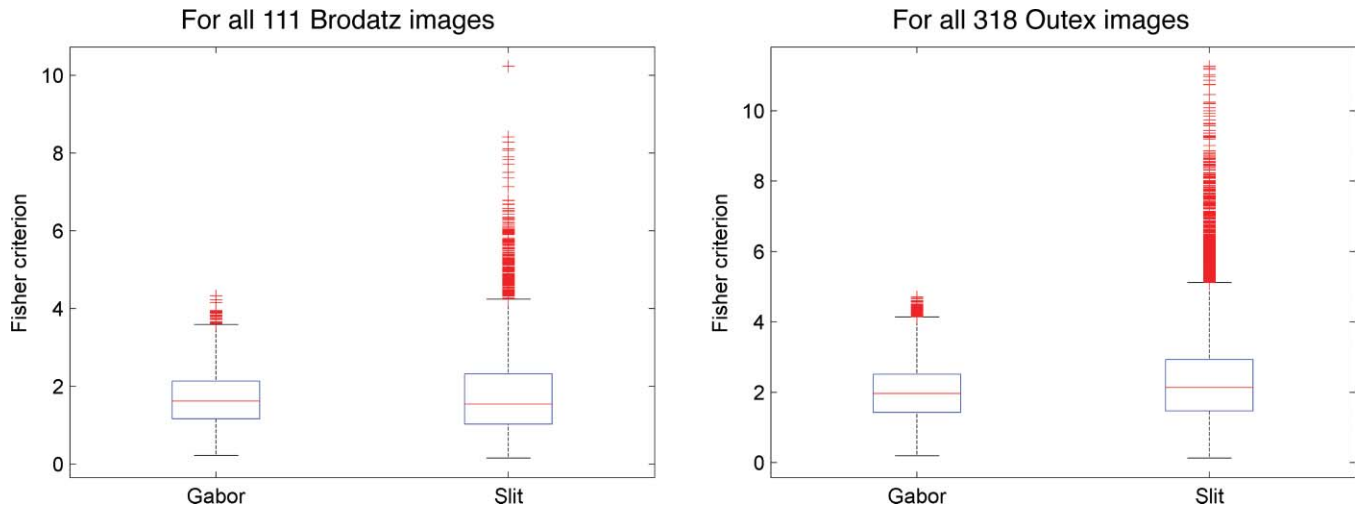 For all 111 Brodatz images
10
8
6
4
2
0
Fisher criterion
Gabor
Slit
For all 318 Outex images
10
8
6
4
2
0
Fisher criterion
Gabor
Slit